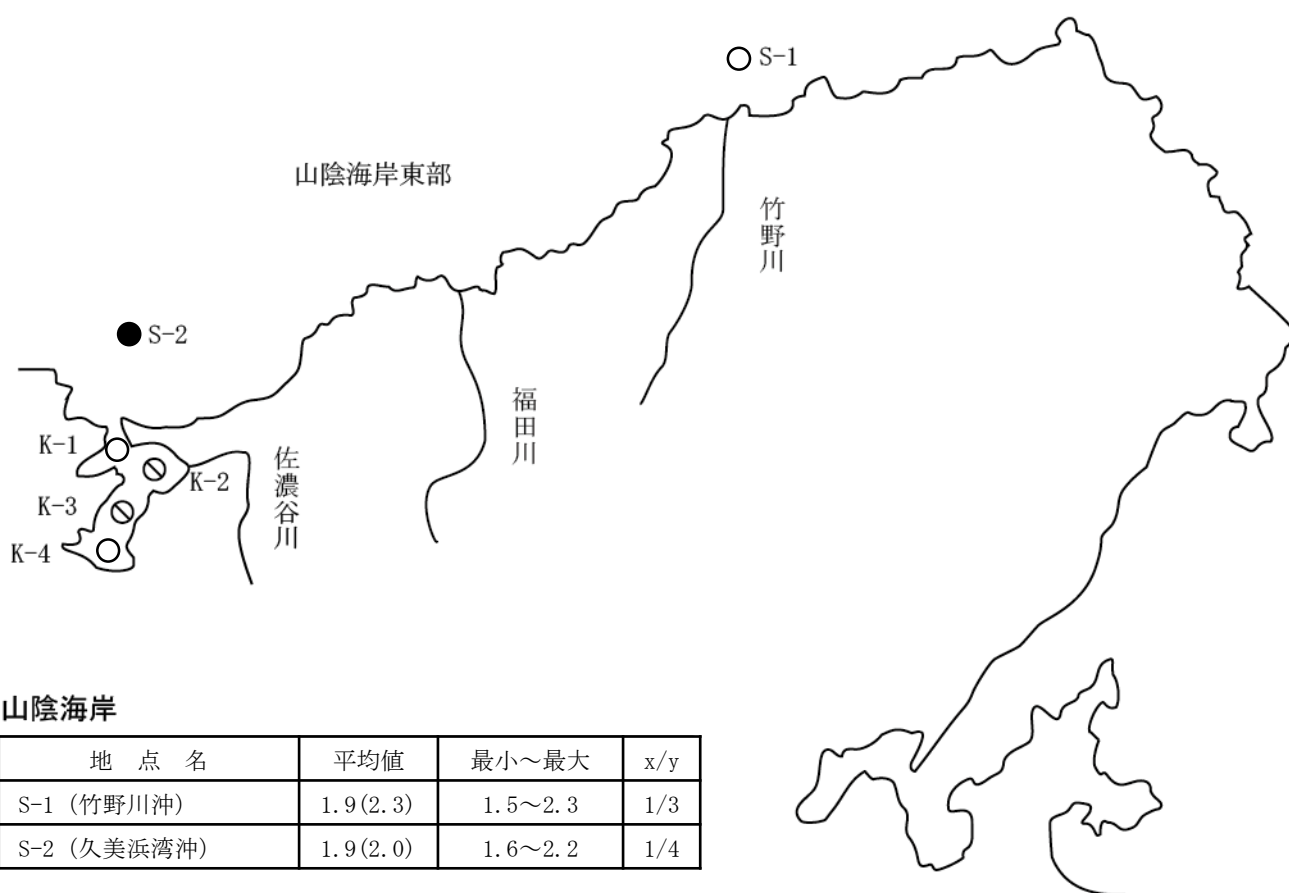 S-1
山陰海岸東部
竹野川
S-2
福田川
K-1
佐濃谷川
K-2
K-3
K-4
山陰海岸
地 点 名 平均値 最小～最大 x/y
S-1 (竹野川沖) 1.9(2.3) 1.5～2.3 1/3
S-2 (久美浜湾沖) 1.9(2.0) 1.6～2.2 1/4